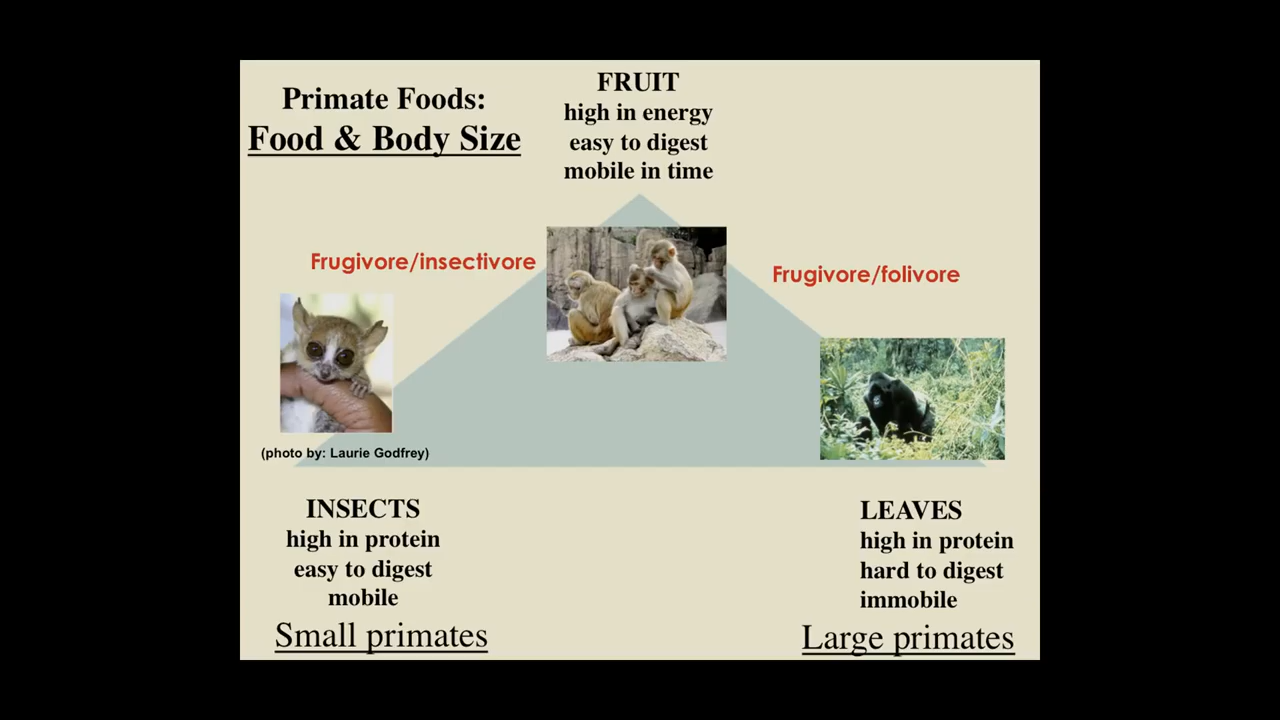 Primate Foods:
Food & Body Size
FRUIT
high in energy
easy to digest
mobile in time
Frugivore/insectivore
Frugivore/folivore
(photo by: Laurie Godfrey)
INSECTS
high in protein
easy to digest
mobile
Small primates
LEAVES
high in protein
hard to digest
immobile
Large primates